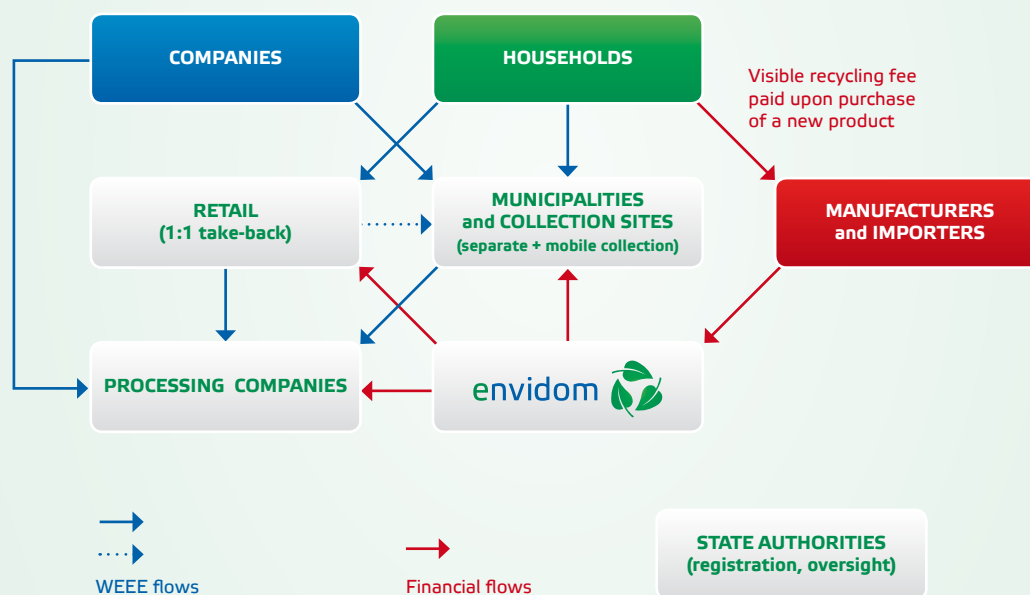 COMPANIES
HOUSEHOLDS
Visible recycling fee
paid upon purchase
of a new product
RETAIL
(1:1 take-back)
MUNICIPALITIES
and COLLECTION SITES
(separate + mobile collection)
MANUFACTURERS
and IMPORTERS
PROCESSING COMPANIES
envidom
WEEE flows
Financial flows
STATE AUTHORITIES
(registration, oversight)